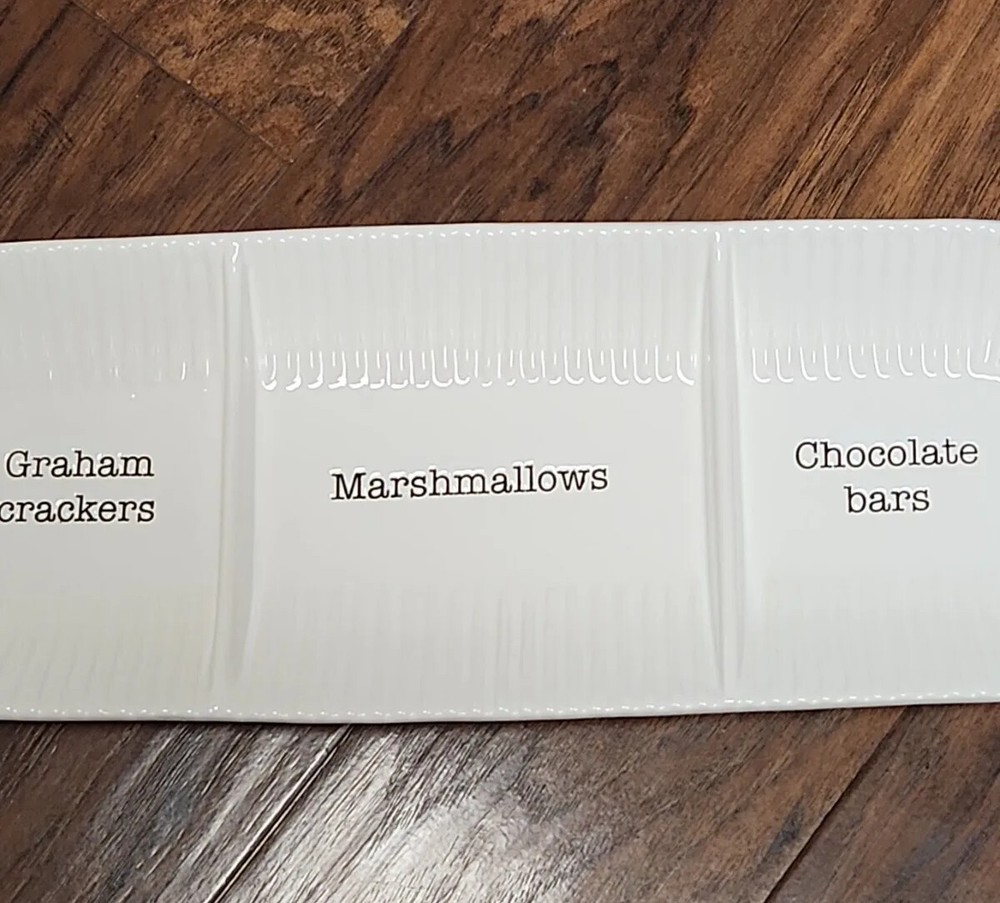 Graham
crackers
Marshmallows
Chocolate
bars